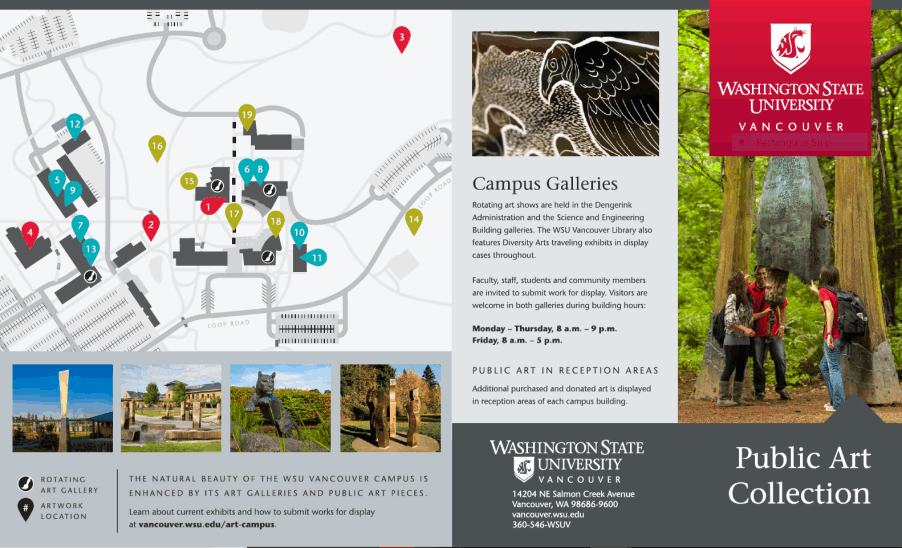 3
19
12
16
6
8
15
5
9
1
17
18
14
4
7
2
10
13
11
LOOP ROAD
LOOP ROAD
ROTATING
ART GALLERY
#
ARTWORK
LOCATION
THE NATURAL BEAUTY OF THE WSU VANCOUVER CAMPUS IS
ENHANCED BY ITS ART GALLERIES AND PUBLIC ART PIECES.
Learn about current exhibits and how to submit works for display
at vancouver.wsu.edu/art-campus.
Campus Galleries
Rotating art shows are held in the Dengerink
Administration and the Science and Engineering
Building galleries. The WSU Vancouver Library also
features Diversity Arts traveling exhibits in display
cases throughout.
Faculty, staff, students and community members
are invited to submit work for display. Visitors are
welcome in both galleries during building hours:
Monday – Thursday, 8 a.m. – 9 p.m.
Friday, 8 a.m. – 5 p.m.
PUBLIC ART IN RECEPTION AREAS
Additional purchased and donated art is displayed
in reception areas of each campus building.
WASHINGTON STATE
UNIVERSITY
VANCOUVER
14204 NE Salmon Creek Avenue
Vancouver, WA 98686-9600
vancouver.wsu.edu
360-546-WSUV
WASHINGTON STATE
UNIVERSITY
VANCOUVER
Rectangular Snip
Public Art
Collection